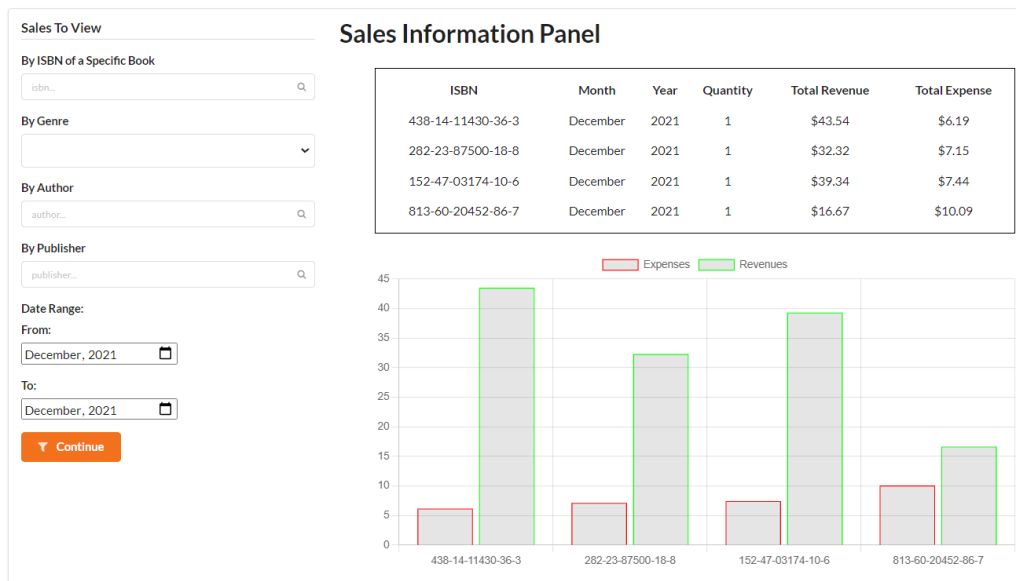 Sales To View
By ISBN of a Specific Book
isbn...
By Genre
By Author
author...
By Publisher
publisher...
Date Range:
From:
December, 2021
To:
December, 2021
Continue
Sales Information Panel
ISBN Month Year Quantity Total Revenue Total Expense
438-14-11430-36-3 December 2021 1 $43.54 $6.19
282-23-87500-18-8 December 2021 1 $32.32 $7.15
152-47-03174-10-6 December 2021 1 $39.34 $7.44
813-60-20452-86-7 December 2021 1 $16.67 $10.09
Expenses Revenues
45
40
35
30
25
20
15
10
5
0
438-14-11430-36-3 282-23-87500-18-8 152-47-03174-10-6 813-60-20452-86-7